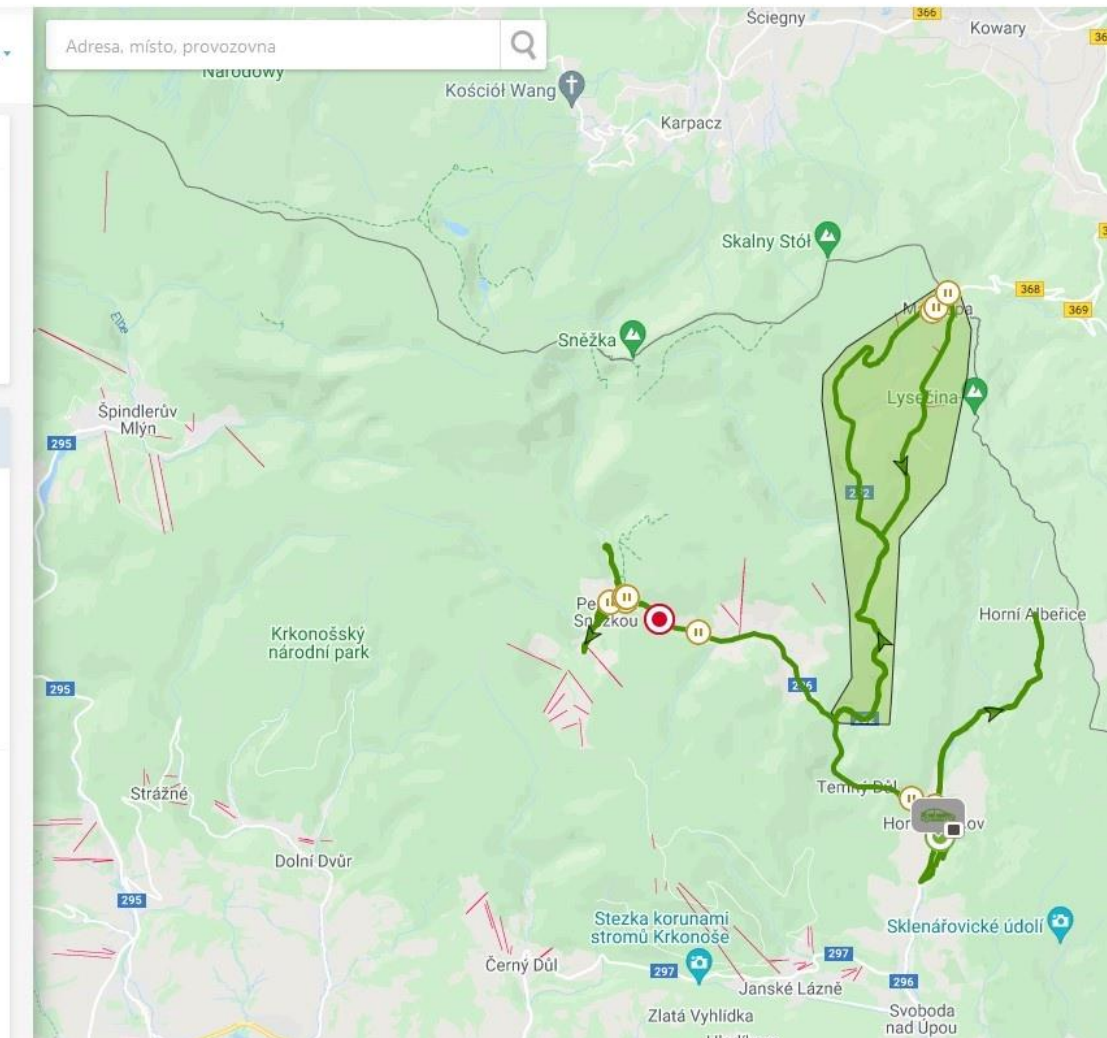 Ściegny
366
Kowary
Adresa, místo, provozovna
Narodowy
Kościół Wang
Karpacz
Skalny Stół
368
369
Elbe
Sněžka
Lysečina
Špindlerův
Mlýn
295
Horní Albeřice
Krkonošský
národní park
295
296
Strážné
Temný Důl
Dolní Dvůr
295
Stezka korunami
stromů Krkonoše
Sklenářovické údolí
Černý Důl
297
297
Janské Lázně
296
Zlatá Vyhlídka
Svoboda
nad Úpou